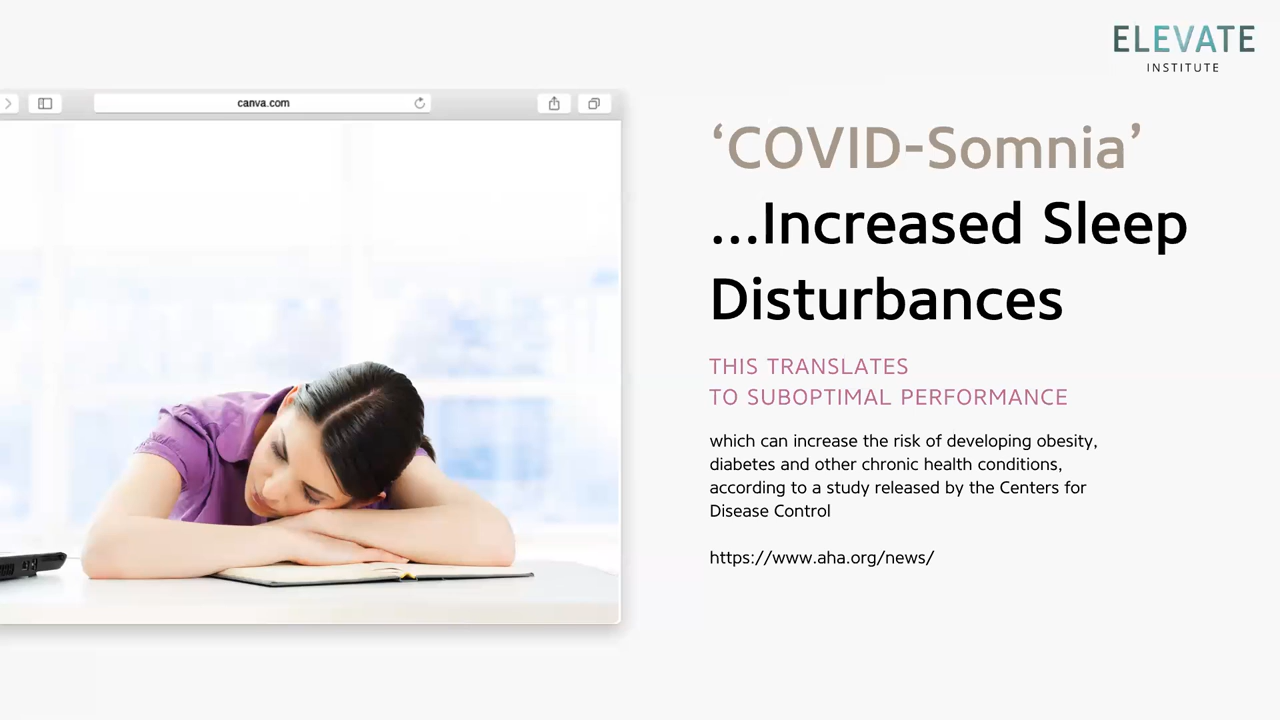 ELEVATE
INSTITUTE
canva.com
‘COVID-Somnia’
...Increased Sleep
Disturbances
THIS TRANSLATES
TO SUBOPTIMAL PERFORMANCE
which can increase the risk of developing obesity,
diabetes and other chronic health conditions,
according to a study released by the Centers for
Disease Control
https://www.aha.org/news/